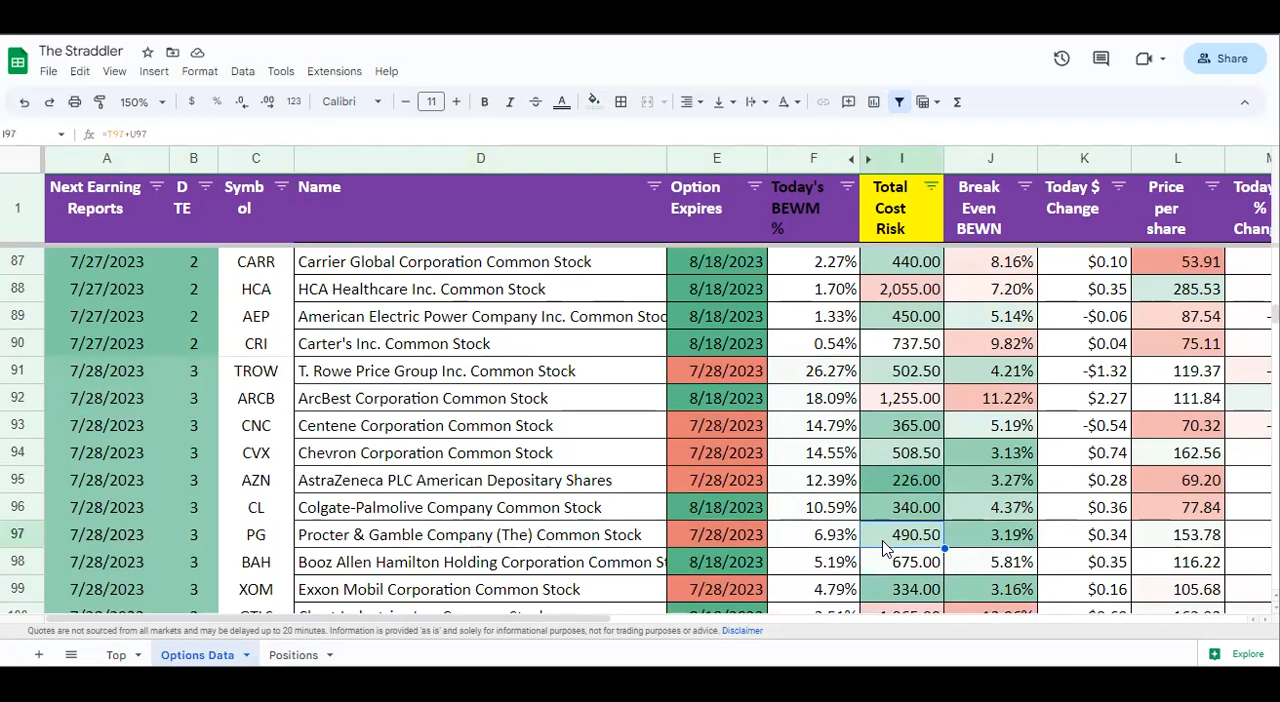 The Straddler
File Edit View Insert Format Data Tools Extensions Help
Share
150% $ % .0 .00 123 Calibri 11 B I A A
I97 fx =T97+U97
A B C D E F I J K L M
1 Next Earning Reports D TE Symb ol Name Option Expires Today's BEWM % Total Cost Risk Break Even BEWN Today $ Change Price per share Today % Chang
87 7/27/2023 2 CARR Carrier Global Corporation Common Stock 8/18/2023 2.27% 440.00 8.16% $0.10 53.91
88 7/27/2023 2 HCA HCA Healthcare Inc. Common Stock 8/18/2023 1.70% 2,055.00 7.20% $0.35 285.53
89 7/27/2023 2 AEP American Electric Power Company Inc. Common Stoc 8/18/2023 1.33% 450.00 5.14% -$0.06 87.54 -
90 7/27/2023 2 CRI Carter's Inc. Common Stock 8/18/2023 0.54% 737.50 9.82% $0.04 75.11
91 7/28/2023 3 TROW T. Rowe Price Group Inc. Common Stock 7/28/2023 26.27% 502.50 4.21% -$1.32 119.37 -
92 7/28/2023 3 ARCB ArcBest Corporation Common Stock 8/18/2023 18.09% 1,255.00 11.22% $2.27 111.84
93 7/28/2023 3 CNC Centene Corporation Common Stock 7/28/2023 14.79% 365.00 5.19% -$0.54 70.32 -
94 7/28/2023 3 CVX Chevron Corporation Common Stock 7/28/2023 14.55% 508.50 3.13% $0.74 162.56
95 7/28/2023 3 AZN AstraZeneca PLC American Depositary Shares 7/28/2023 12.39% 226.00 3.27% $0.28 69.20
96 7/28/2023 3 CL Colgate-Palmolive Company Common Stock 8/18/2023 10.59% 340.00 4.37% $0.36 77.84
97 7/28/2023 3 PG Procter & Gamble Company (The) Common Stock 7/28/2023 6.93% 490.50 3.19% $0.34 153.78
98 7/28/2023 3 BAH Booz Allen Hamilton Holding Corporation Common S 8/18/2023 5.19% 675.00 5.81% $0.35 116.22
99 7/28/2023 3 XOM Exxon Mobil Corporation Common Stock 7/28/2023 4.79% 334.00 3.16% $0.16 105.68
Quotes are not sourced from all markets and may be delayed up to 20 minutes. Information is provided 'as is' and solely for informational purposes, not for trading purposes or advice. Disclaimer
Top Options Data Positions Explore